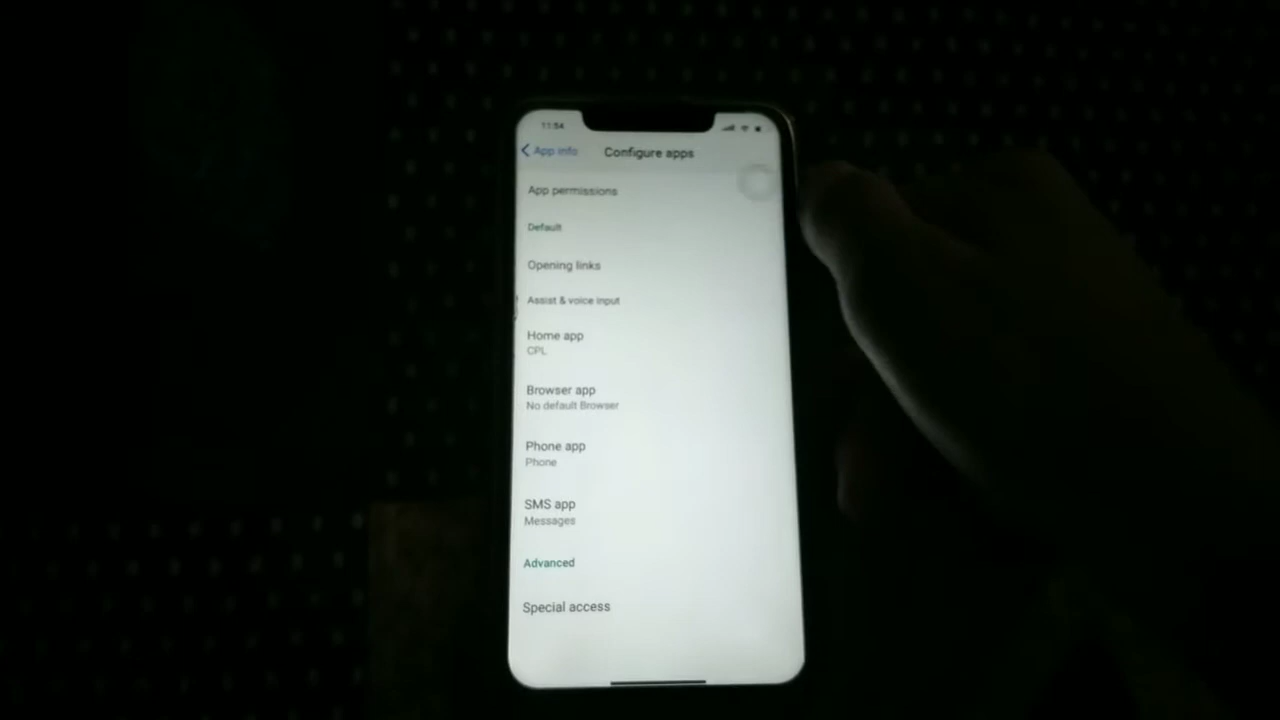 11:54
App info
Configure apps
App permissions
Default
Opening links
Assist & voice input
Home app
CPL
Browser app
No default Browser
Phone app
Phone
SMS app
Messages
Advanced
Special access